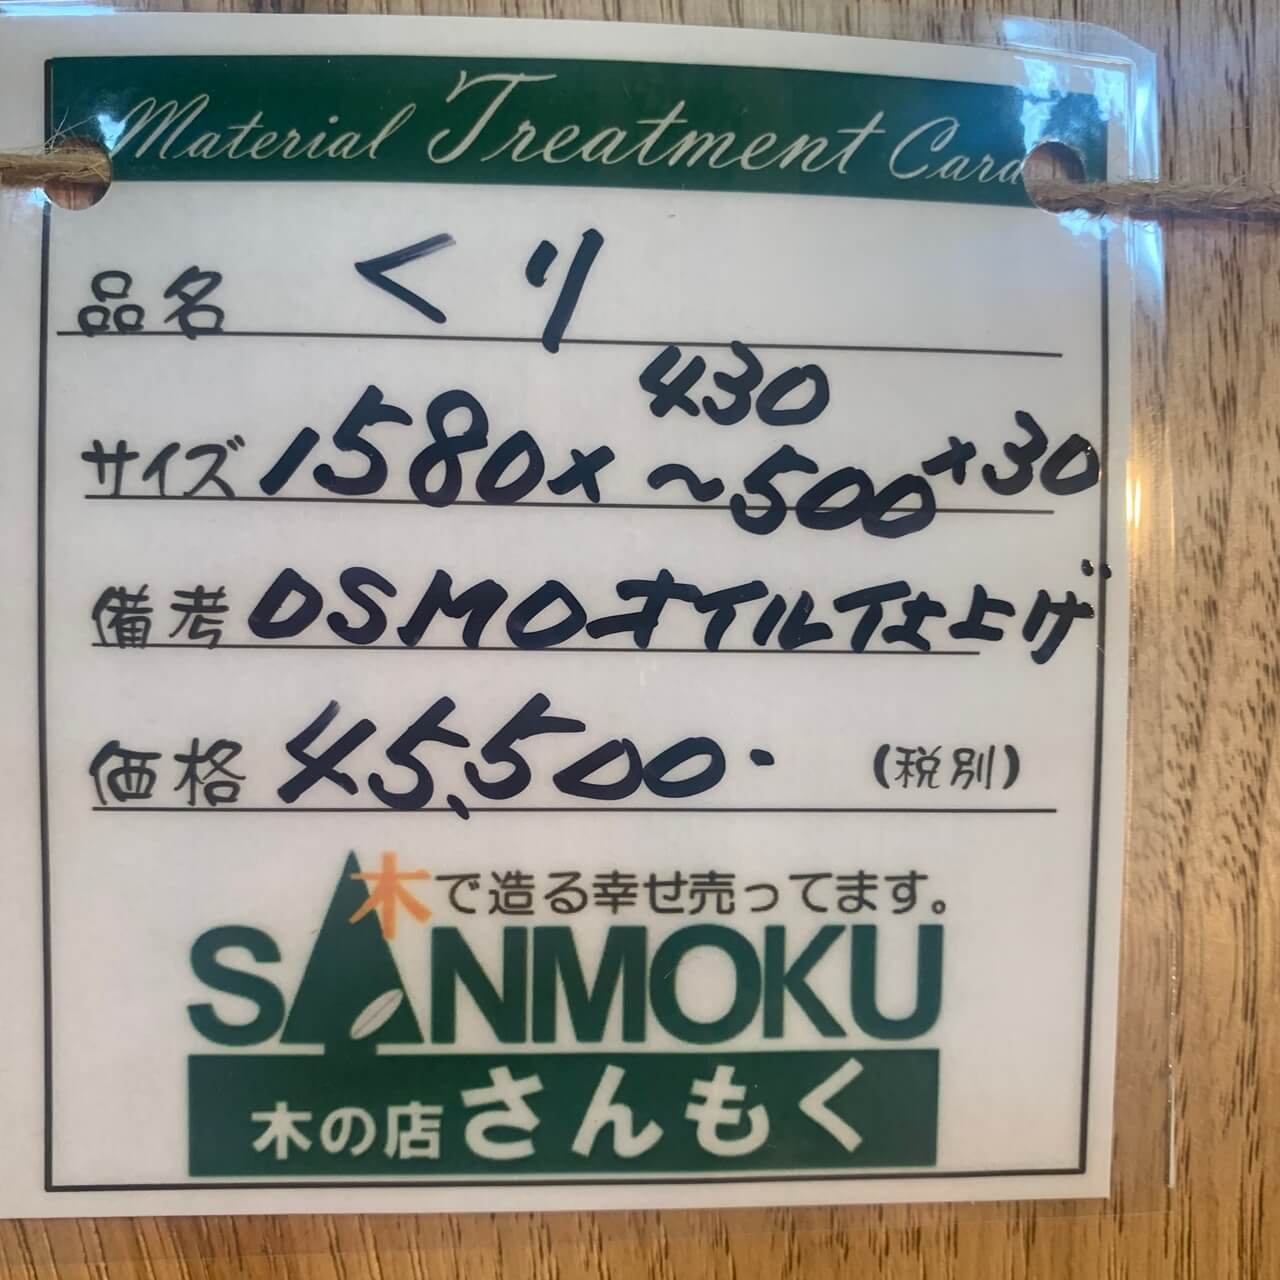 Material Treatment Card
品名 くり
サイズ 1580× 430～500×30
備考 OSMOオイル仕上げ
価格 45,500. (税別)
木で造る幸せ売ってます。
SANMOKU
木の店 さんもく